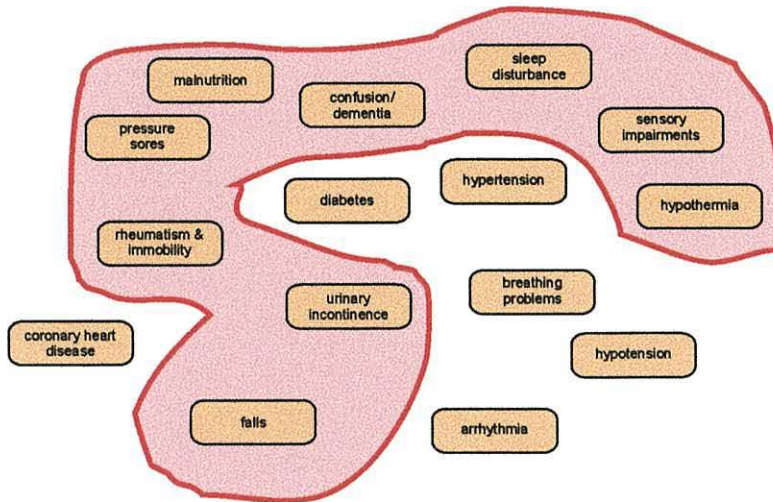 sleep
disturbance
malnutrition
confusion/
dementia
sensory
impairments
pressure
sores
hypertension
diabetes
hypothermia
rheumatism &
immobility
breathing
problems
urinary
incontinence
coronary heart
disease
hypotension
falls
arrhythmia